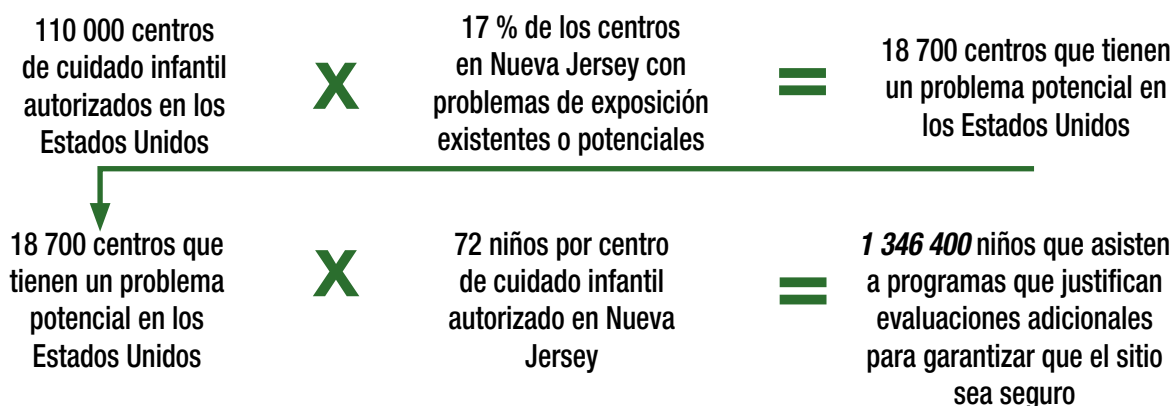 110 000 centros
de cuidado infantil
autorizados en los
Estados Unidos
X
17 % de los centros
en Nueva Jersey con
problemas de exposición
existentes o potenciales
=
18 700 centros que tienen
un problema potencial en
los Estados Unidos
18 700 centros que
tienen un problema
potencial en los
Estados Unidos
X
72 niños por centro
de cuidado infantil
autorizado en Nueva
Jersey
=
1 346 400 niños que asisten
a programas que justifican
evaluaciones adicionales
para garantizar que el sitio
sea seguro